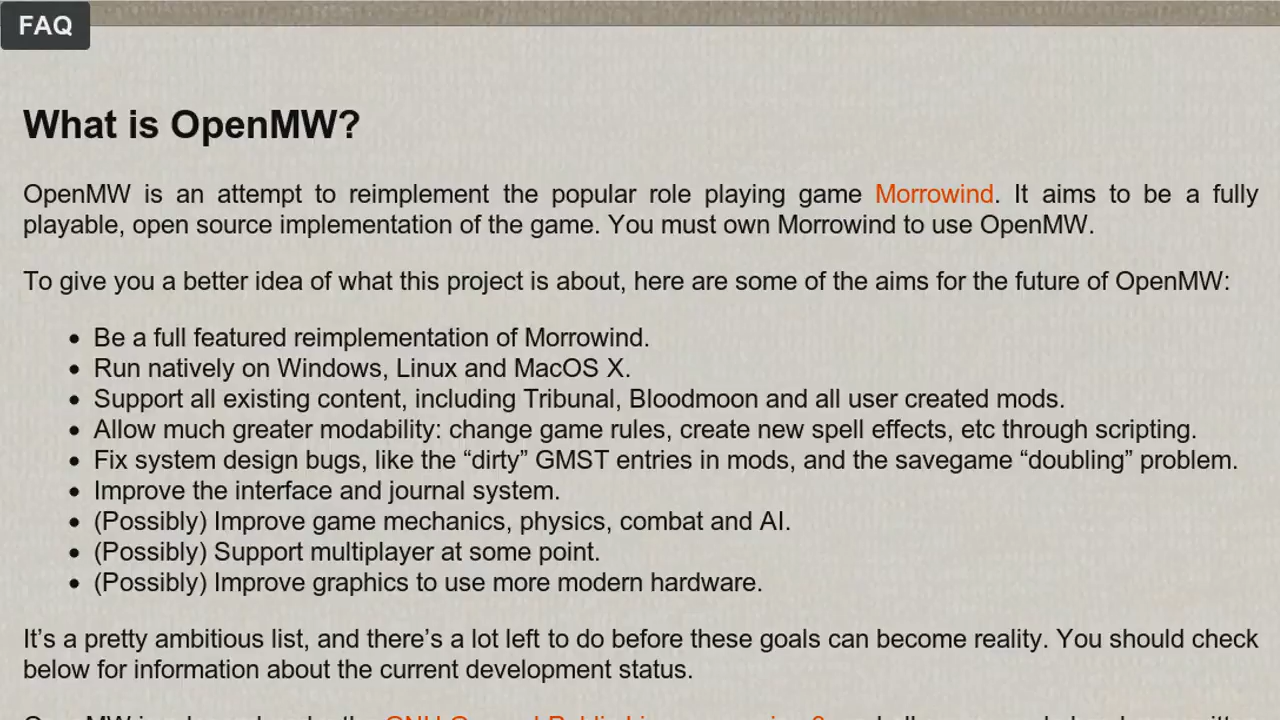 FAQ
What is OpenMW?
OpenMW is an attempt to reimplement the popular role playing game Morrowind. It aims to be a fully
playable, open source implementation of the game. You must own Morrowind to use OpenMW.
To give you a better idea of what this project is about, here are some of the aims for the future of OpenMW:
• Be a full featured reimplementation of Morrowind.
• Run natively on Windows, Linux and MacOS X.
• Support all existing content, including Tribunal, Bloodmoon and all user created mods.
• Allow much greater modability: change game rules, create new spell effects, etc through scripting.
• Fix system design bugs, like the “dirty” GMST entries in mods, and the savegame “doubling” problem.
• Improve the interface and journal system.
• (Possibly) Improve game mechanics, physics, combat and AI.
• (Possibly) Support multiplayer at some point.
• (Possibly) Improve graphics to use more modern hardware.
It’s a pretty ambitious list, and there’s a lot left to do before these goals can become reality. You should check
below for information about the current development status.